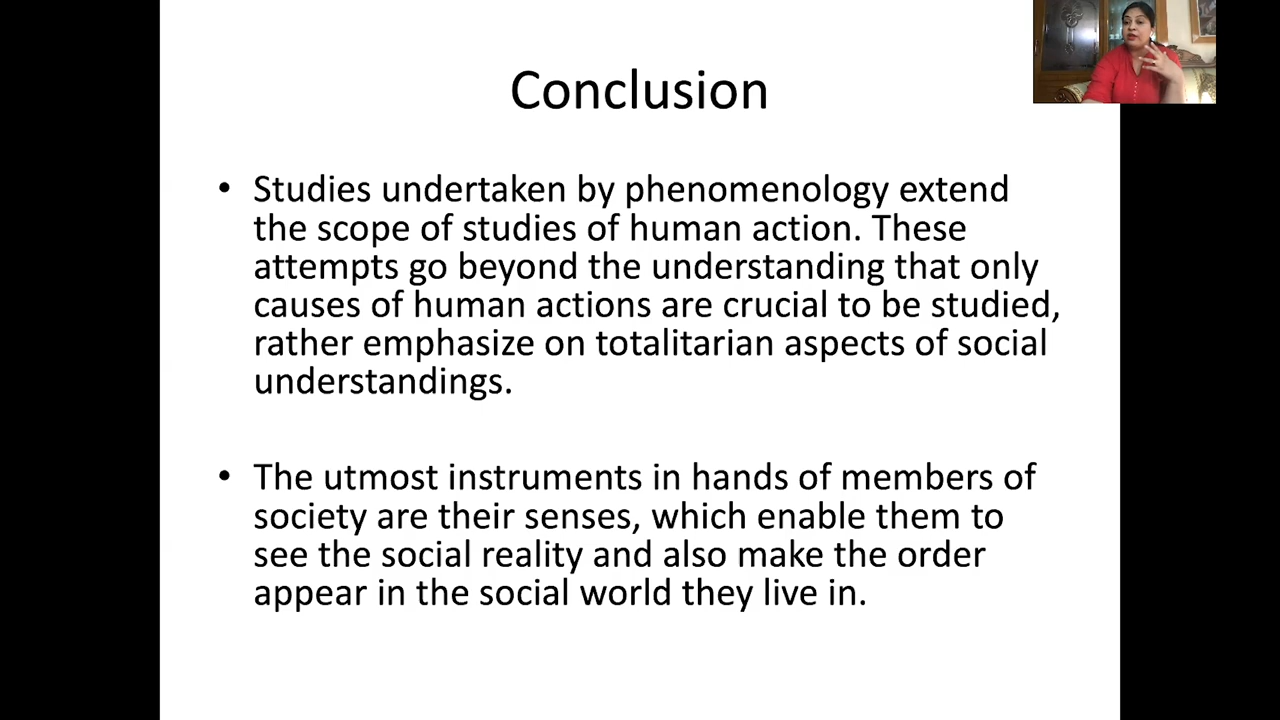 Conclusion
• Studies undertaken by phenomenology extend
the scope of studies of human action. These
attempts go beyond the understanding that only
causes of human actions are crucial to be studied,
rather emphasize on totalitarian aspects of social
understandings.
• The utmost instruments in hands of members of
society are their senses, which enable them to
see the social reality and also make the order
appear in the social world they live in.